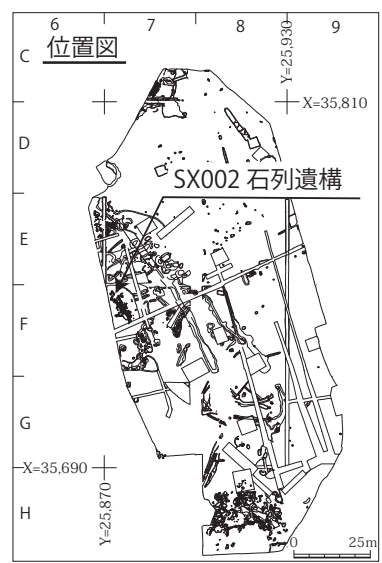 6 7 8 9
位置図
Y=25,930
C
X=35,810
D
SX002 石列遺構
E
F
G
X=35,690
Y=25,870
H
0 25m